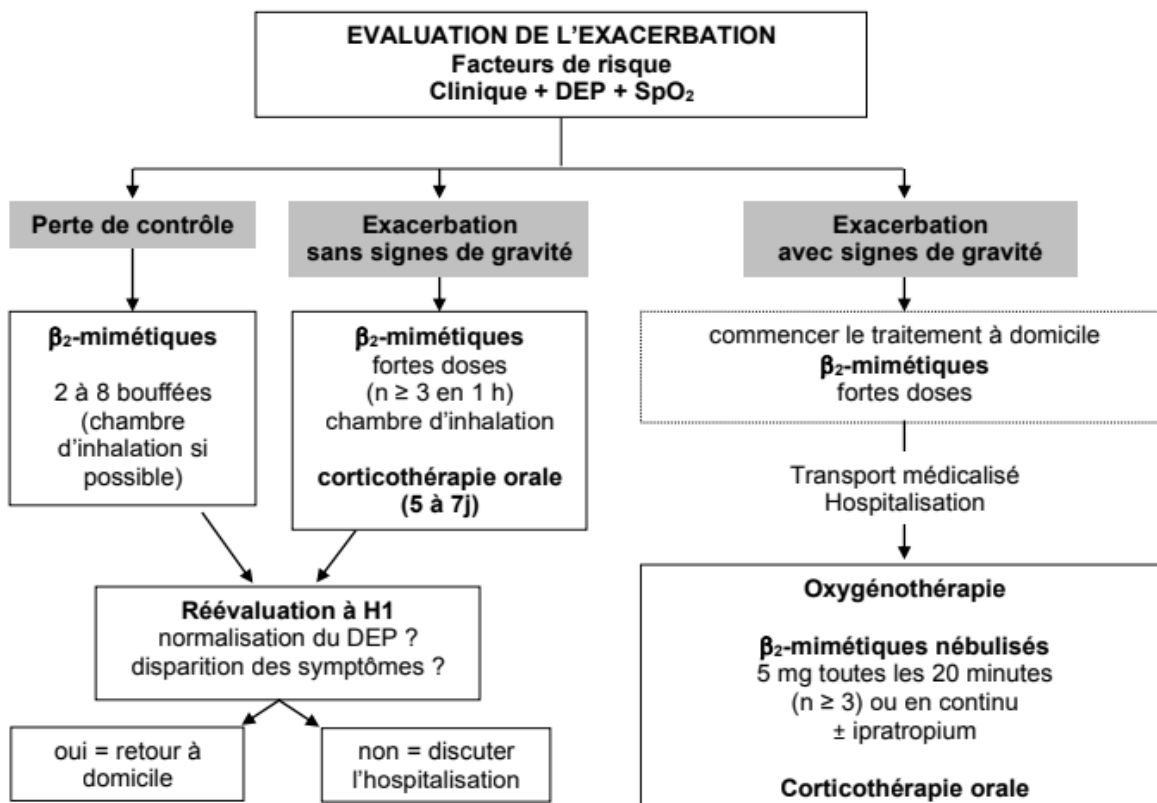 EVALUATION DE L'EXACERBATION
Facteurs de risque
Clinique + DEP + SpO₂
Perte de contrôle
Exacerbation
sans signes de gravité
Exacerbation
avec signes de gravité
β₂-mimétiques
2 à 8 bouffées
(chambre
d'inhalation si
possible)
β₂-mimétiques
fortes doses
(n ≥ 3 en 1 h)
chambre d'inhalation
corticothérapie orale
(5 à 7j)
commencer le traitement à domicile
β₂-mimétiques
fortes doses
Transport médicalisé
Hospitalisation
Réévaluation à H1
normalisation du DEP ?
disparition des symptômes ?
oui = retour à
domicile
non = discuter
l'hospitalisation
Oxygénothérapie
β₂-mimétiques nébulisés
5 mg toutes les 20 minutes
(n ≥ 3) ou en continu
± ipratropium
Corticothérapie orale